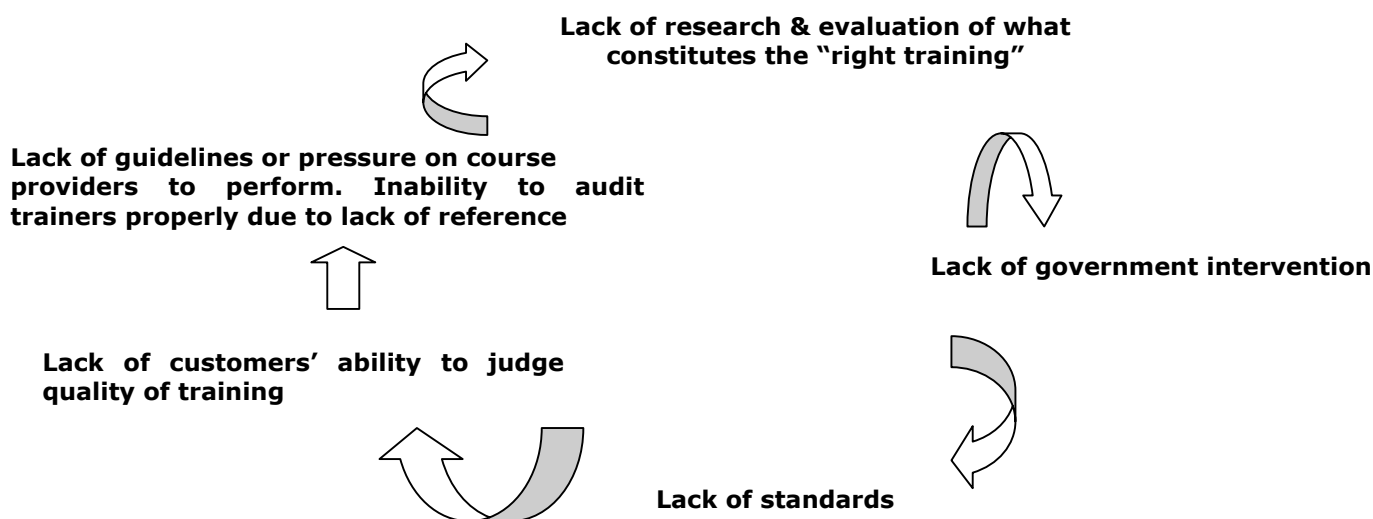 Lack of research & evaluation of what
constitutes the “right training”
Lack of guidelines or pressure on course
providers to perform. Inability to audit
trainers properly due to lack of reference
Lack of government intervention
Lack of customers’ ability to judge
quality of training
Lack of standards